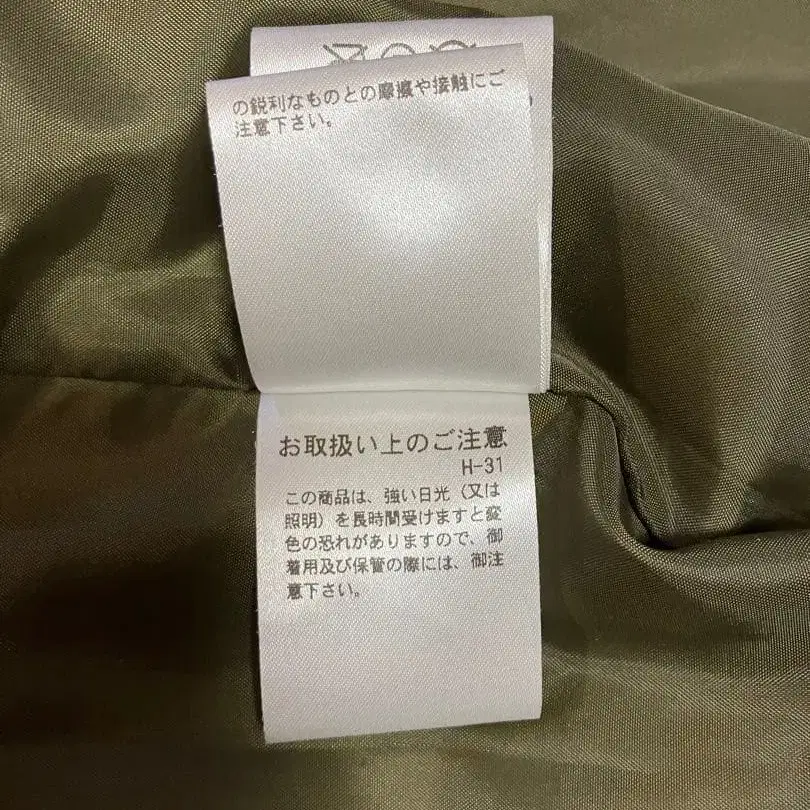 の鋭利なものとの摩擦や接触にご
注意下さい。
お取扱い上のご注意
H-31
この商品は、強い日光（又は
照明）を長時間受けますと変
色の恐れがありますので、御
着用及び保管の際には、御注
意下さい。